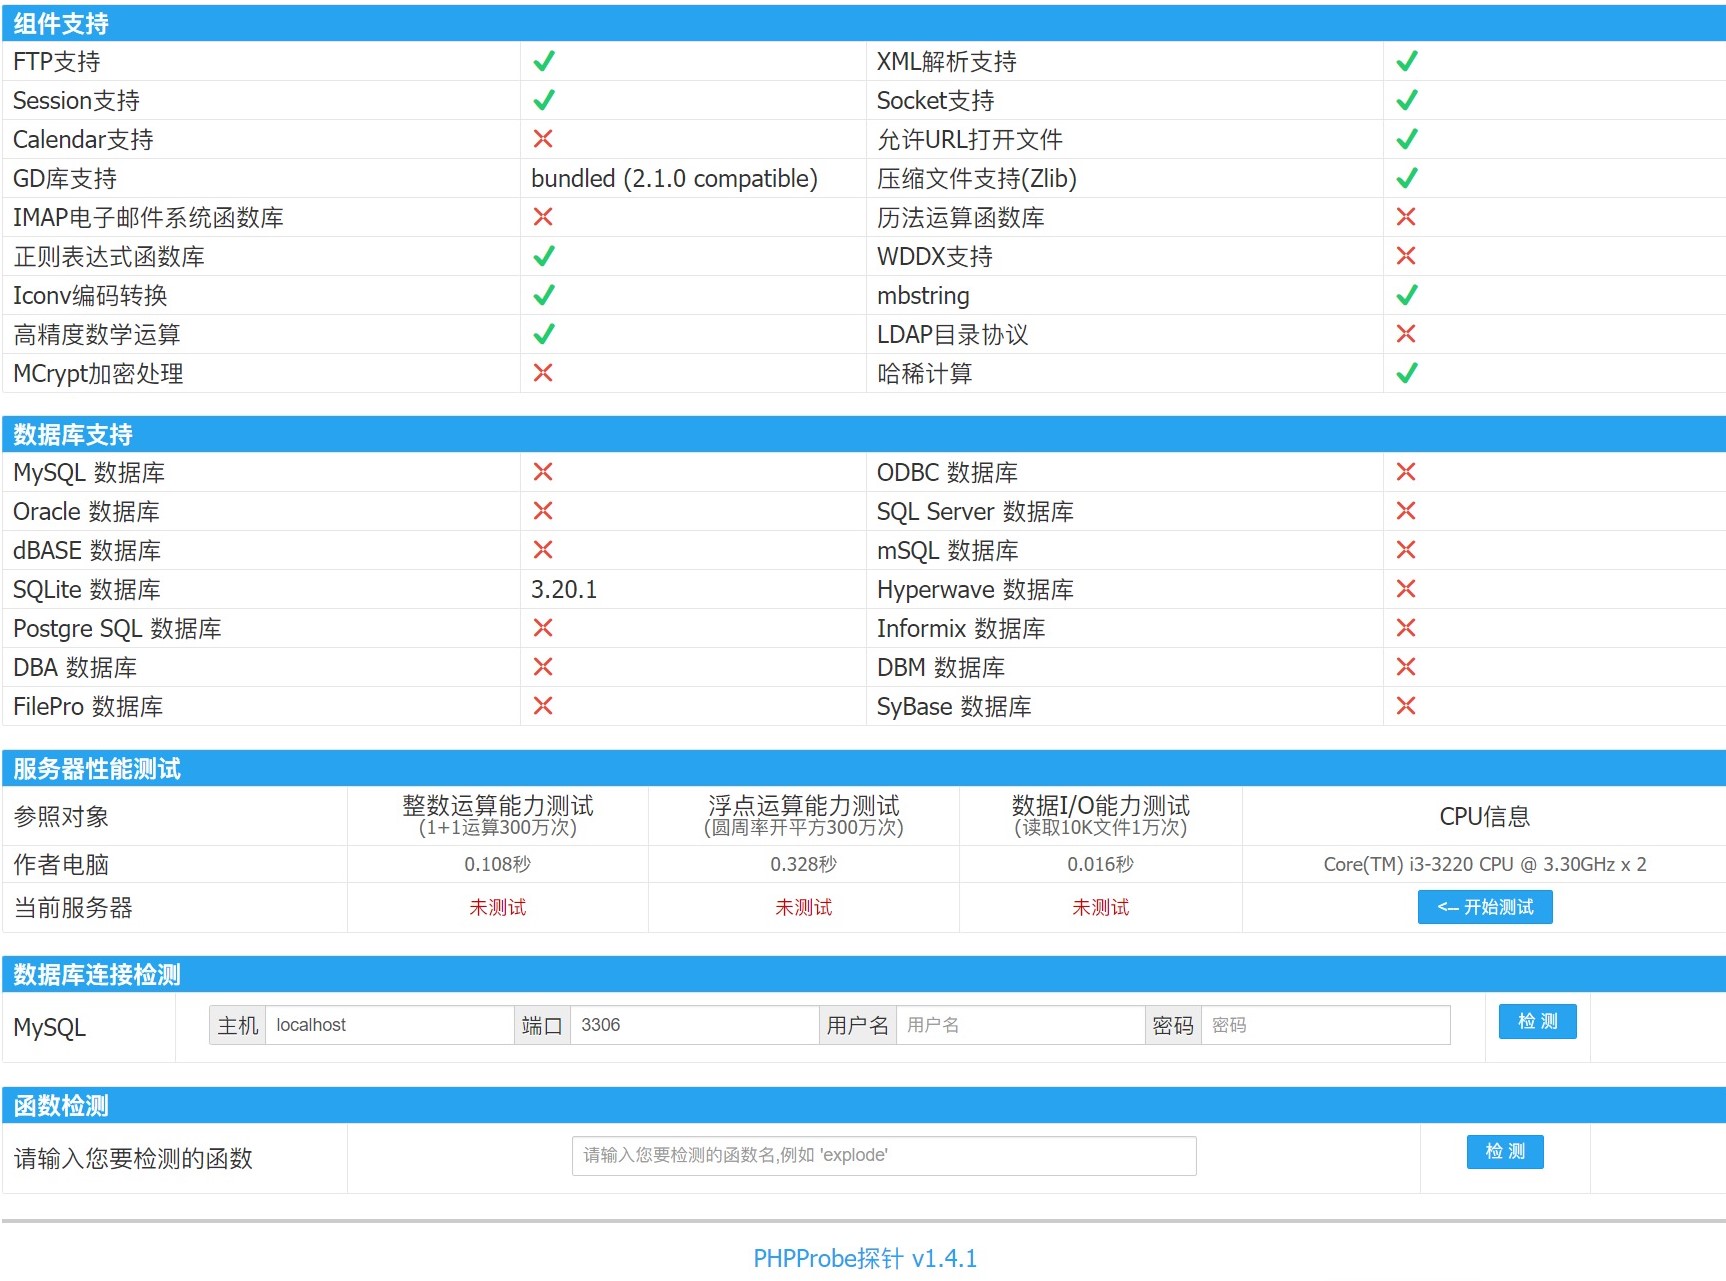 组件支持
FTP支持 XML解析支持
Session支持 Socket支持
Calendar支持 允许URL打开文件
GD库支持 bundled (2.1.0 compatible) 压缩文件支持(Zlib)
IMAP电子邮件系统函数库 历法运算函数库
正则表达式函数库 WDDX支持
Iconv编码转换 mbstring
高精度数学运算 LDAP目录协议
MCrypt加密处理 哈稀计算
数据库支持
MySQL 数据库 ODBC 数据库
Oracle 数据库 SQL Server 数据库
dBASE 数据库 mSQL 数据库
SQLite 数据库 3.20.1 Hyperwave 数据库
Postgre SQL 数据库 Informix 数据库
DBA 数据库 DBM 数据库
FilePro 数据库 SyBase 数据库
服务器性能测试
参照对象 整数运算能力测试 浮点运算能力测试 数据I/O能力测试 CPU信息
(1+1运算300万次) (圆周率开平方300万次) (读取10K文件1万次)
作者电脑 0.108秒 0.328秒 0.016秒 Core(TM) i3-3220 CPU @ 3.30GHz x 2
当前服务器 未测试 未测试 未测试 <-- 开始测试
数据库连接检测
MySQL 主机 localhost 端口 3306 用户名 用户名 密码 密码 检 测
函数检测
请输入您要检测的函数 请输入您要检测的函数名,例如 'explode' 检 测
PHPProbe探针 v1.4.1